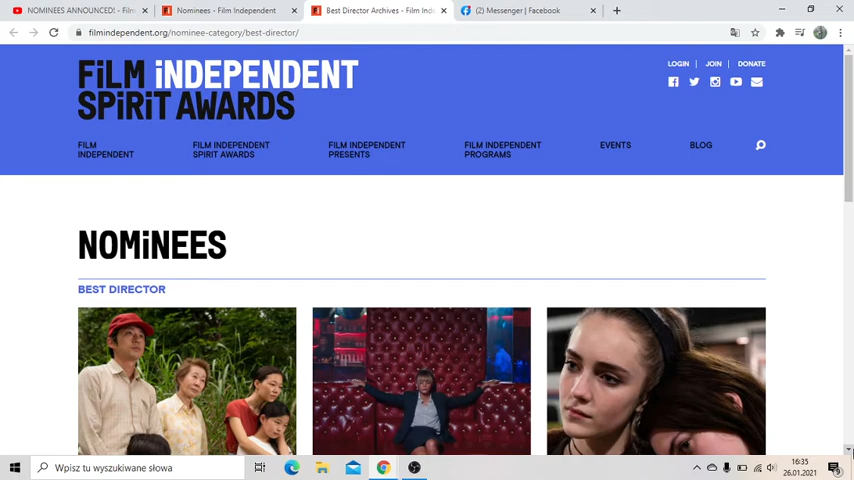 NOMINEES ANNOUNCED! - Film
Nominees - Film Independent
Best Director Archives - Film Ind
(2) Messenger | Facebook
filmindependent.org/nominee-category/best-director/
LOGIN | JOIN | DONATE
FiLM iNDEPENDENT
SPiRiT AWARDS
FILM
INDEPENDENT
FILM INDEPENDENT
SPIRIT AWARDS
FILM INDEPENDENT
PRESENTS
FILM INDEPENDENT
PROGRAMS
EVENTS
BLOG
NOMiNEES
BEST DIRECTOR
Wpisz tu wyszukiwane słowa
16:35
26.01.2021
9